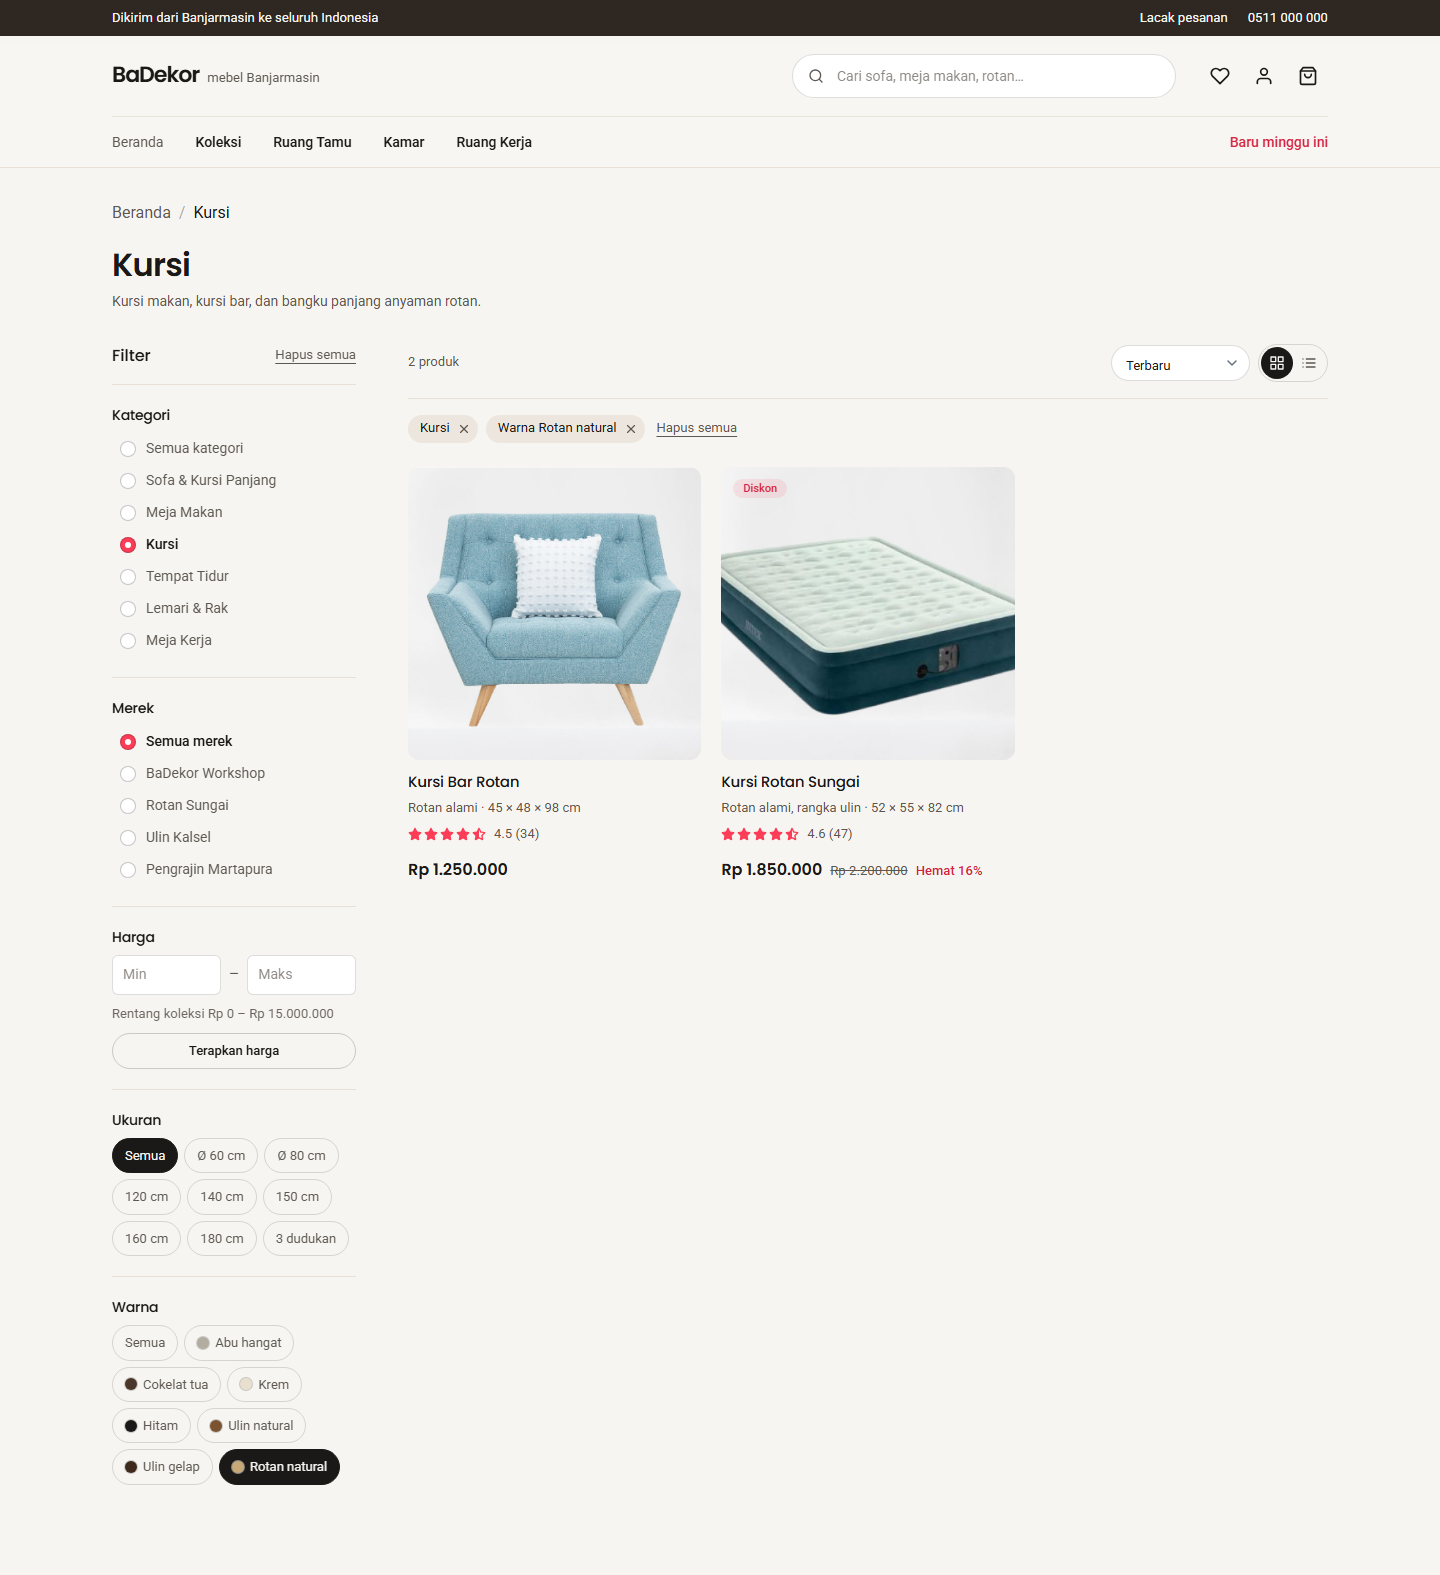 Dikirim dari Banjarmasin ke seluruh Indonesia
Lacak pesanan
0511 000 000
BaDekor mebel Banjarmasin
Cari sofa, meja makan, rotan...
Beranda
Koleksi
Ruang Tamu
Kamar
Ruang Kerja
Baru minggu ini
Beranda / Kursi
Kursi
Kursi makan, kursi bar, dan bangku panjang anyaman rotan.
Filter
Hapus semua
Kategori
Semua kategori
Sofa & Kursi Panjang
Meja Makan
Kursi
Tempat Tidur
Lemari & Rak
Meja Kerja
Merek
Semua merek
BaDekor Workshop
Rotan Sungai
Ulin Kalsel
Pengrajin Martapura
Harga
Min – Maks
Rentang koleksi Rp 0 – Rp 15.000.000
Terapkan harga
Ukuran
Semua
Ø 60 cm
Ø 80 cm
120 cm
140 cm
150 cm
160 cm
180 cm
3 dudukan
Warna
Semua
Abu hangat
Cokelat tua
Krem
Hitam
Ulin natural
Ulin gelap
Rotan natural
2 produk
Terbaru
Kursi
Warna Rotan natural
Hapus semua
Kursi Bar Rotan
Rotan alami · 45 × 48 × 98 cm
4.5 (34)
Rp 1.250.000
Diskon
INTEX
Kursi Rotan Sungai
Rotan alami, rangka ulin · 52 × 55 × 82 cm
4.6 (47)
Rp 1.850.000 Rp 2.200.000 Hemat 16%